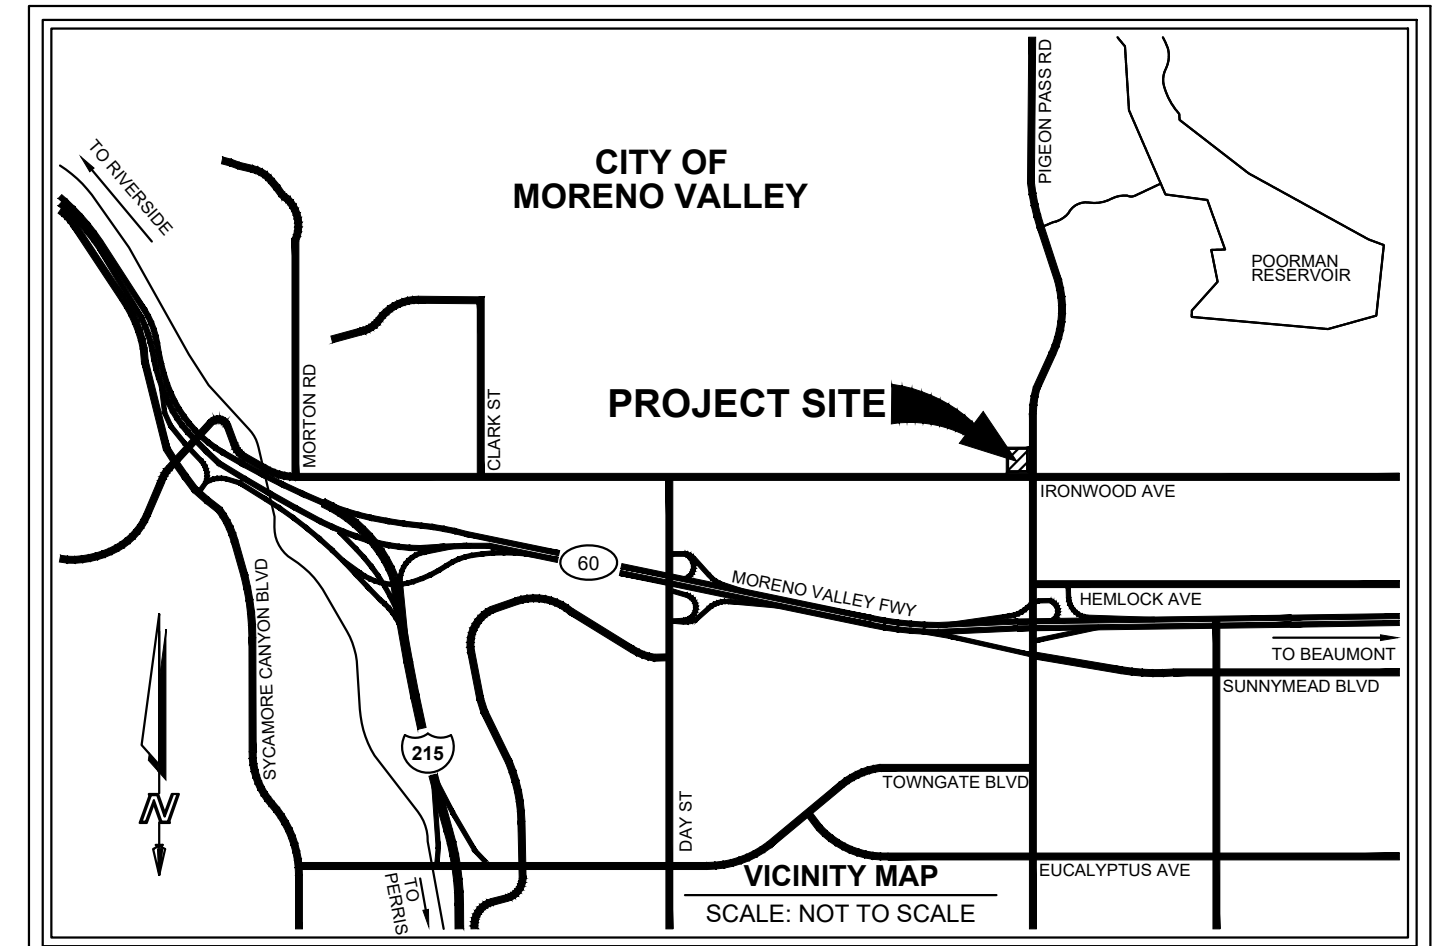 PIGEON PASS RD
TO RIVERSIDE
CITY OF
MORENO VALLEY
POORMAN
RESERVOIR
MORTON RD
CLARK ST
PROJECT SITE
IRONWOOD AVE
60
MORENO VALLEY FWY
HEMLOCK AVE
TO BEAUMONT
SUNNYMEAD BLVD
SYCAMORE CANYON BLVD
215
N
TOWNGATE BLVD
DAY ST
EUCALYPTUS AVE
TO
PERRIS
VICINITY MAP
SCALE: NOT TO SCALE